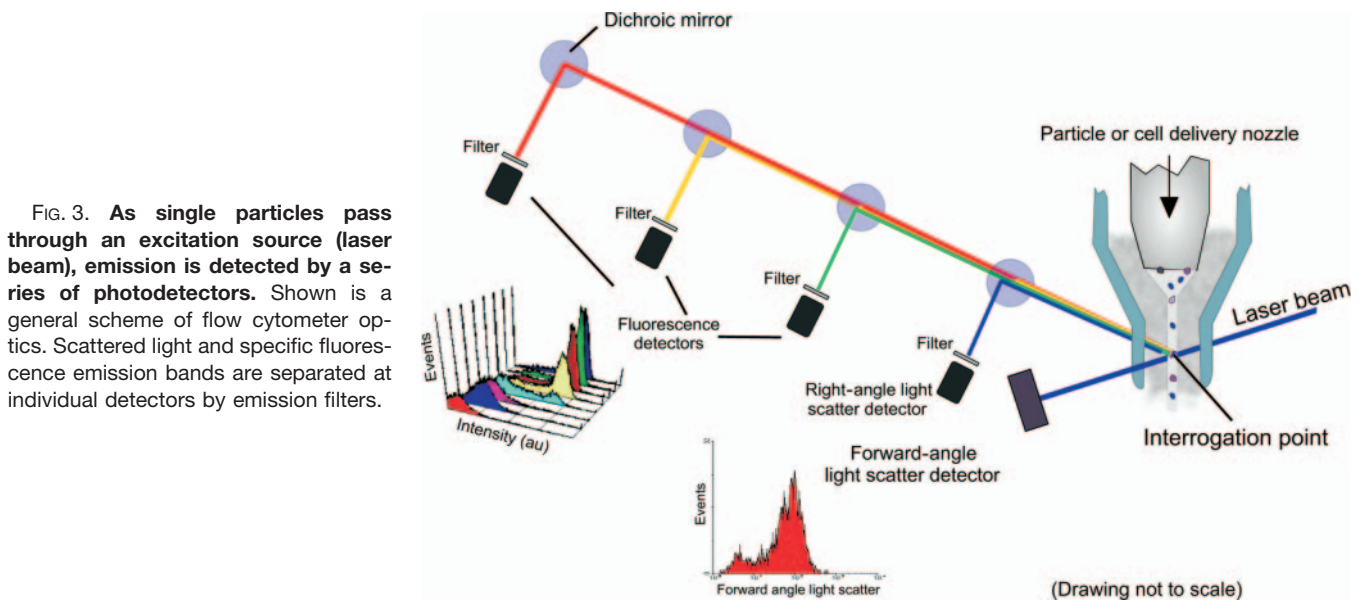 FIG. 3. As single particles pass
through an excitation source (laser
beam), emission is detected by a se-
ries of photodetectors. Shown is a
general scheme of flow cytometer op-
tics. Scattered light and specific fluores-
cence emission bands are separated at
individual detectors by emission filters.
Dichroic mirror
Particle or cell delivery nozzle
Filter
Filter
Filter
Filter
Laser beam
Fluorescence
detectors
Right-angle light
scatter detector
Interrogation point
Events
Intensity (au)
Forward-angle
light scatter detector
Events
Forward angle light scatter
(Drawing not to scale)